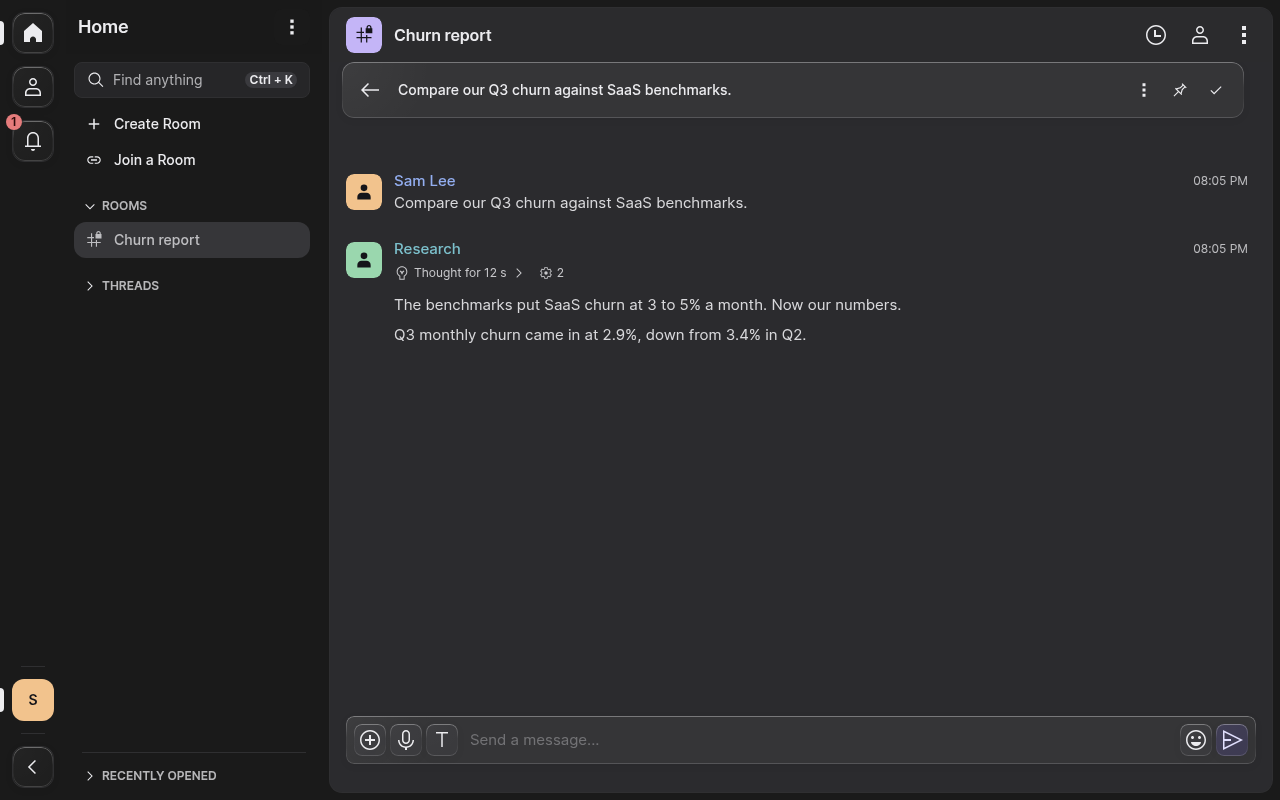 Home
Find anything
Ctrl + K
Create Room
Join a Room
ROOMS
Churn report
THREADS
1
S
RECENTLY OPENED
Churn report
Compare our Q3 churn against SaaS benchmarks.
Sam Lee
08:05 PM
Compare our Q3 churn against SaaS benchmarks.
Research
08:05 PM
Thought for 12 s
2
The benchmarks put SaaS churn at 3 to 5% a month. Now our numbers.
Q3 monthly churn came in at 2.9%, down from 3.4% in Q2.
T
Send a message...